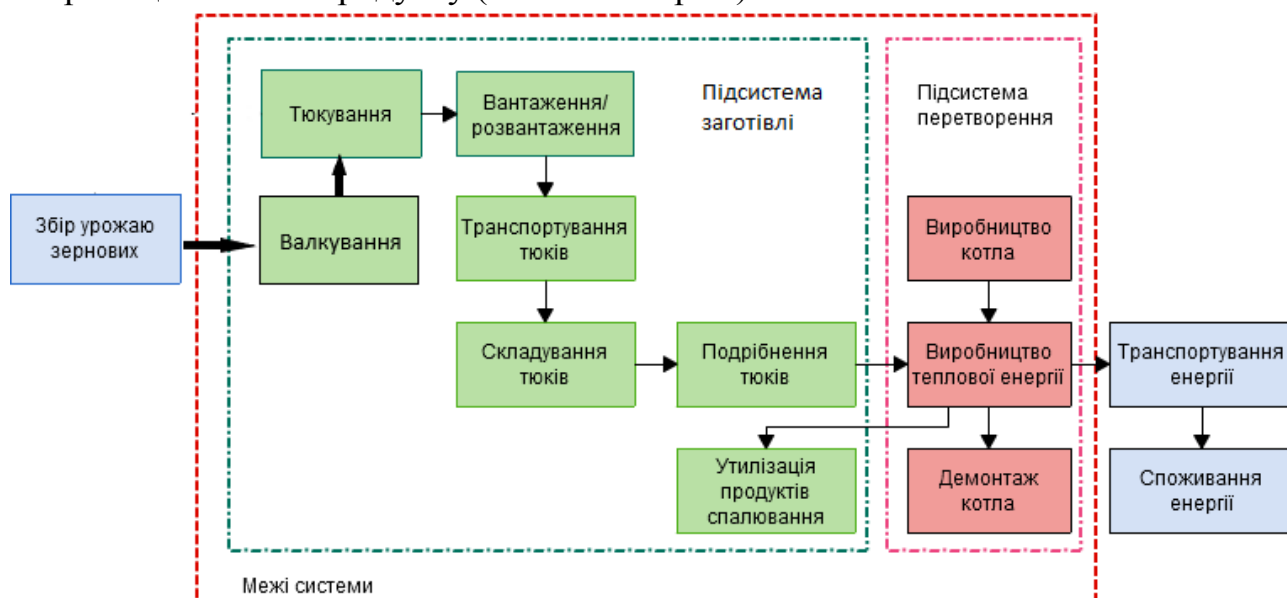 Тюкування
Вантаження/
розвантаження
Підсистема
заготівлі
Підсистема
перетворення
Збір урожаю
зернових
Валкування
Транспортування
тюків
Виробництво
котла
Складування
тюків
Подрібнення
тюків
Виробництво
теплової енергії
Транспортування
енергії
Утилізація
продуктів
спалювання
Демонтаж
котла
Споживання
енергії
Межі системи